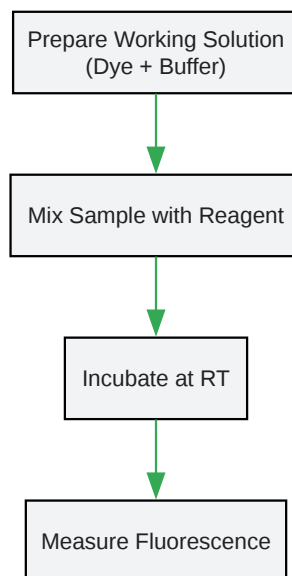 Prepare Working Solution
(Dye + Buffer)
Mix Sample with Reagent
Incubate at RT
Measure Fluorescence